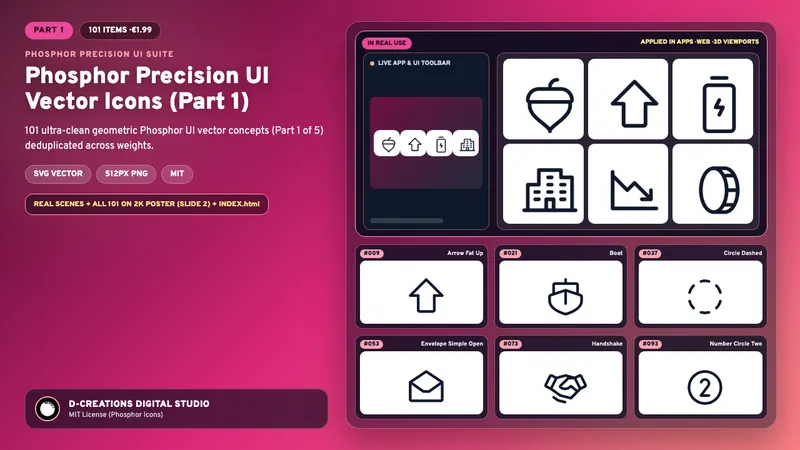 PART 1
101 ITEMS •€1.99
PHOSPHOR PRECISION UI SUITE
Phosphor Precision UI
Vector Icons (Part 1)
101 ultra-clean geometric Phosphor UI vector concepts (Part 1 of 5)
deduplicated across weights.
SVG VECTOR
512PX PNG
MIT
REAL SCENES + ALL 101 ON 2K POSTER (SLIDE 2) + INDEX.html
D-CREATIONS DIGITAL STUDIO
MIT License (Phosphor Icons)
IN REAL USE
APPLIED IN APPS •WEB •3D VIEWPORTS
LIVE APP & UI TOOLBAR
#009
Arrow Fat Up
#021
Boat
#037
Circle Dashed
#053
Envelope Simple Open
#073
Handshake
#093
Number Circle Two
2